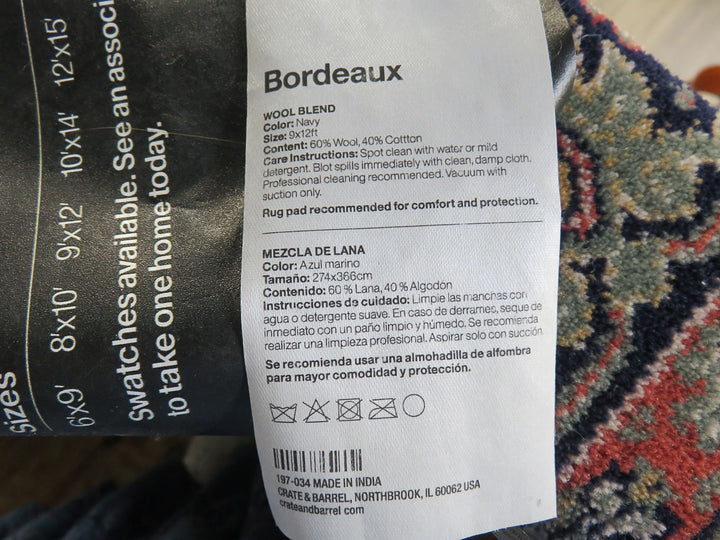 Sizes
6'x9' 8'x10' 9'x12' 10'x14' 12'x15'
Swatches available. See an associ
to take one home today.
Bordeaux
WOOL BLEND
Color: Navy
Size: 9x12ft
Content: 60% Wool, 40% Cottton
Care Instructions: Spot clean with water or mild
detergent. Blot spills immediately with clean, damp cloth.
Professional cleaning recommended. Vacuum with
suction only.
Rug pad recommended for comfort and protection.
MEZCLA DE LANA
Color: Azul marino
Tamaño: 274x366cm
Contenido: 60 % Lana, 40 % Algodón
Instrucciones de cuidado: Limpie las manchas con
agua o detergente suave. En caso de derrames, seque de
inmediato con un paño limpio y húmedo. Se recomienda
realizar una limpieza profesional. Aspirar solo con succión
Se recomienda usar una almohadilla de alfombra
para mayor comodidad y protección.
197-034 MADE IN INDIA
CRATE & BARREL, NORTHBROOK, IL 60062 USA
crateandbarrel.com